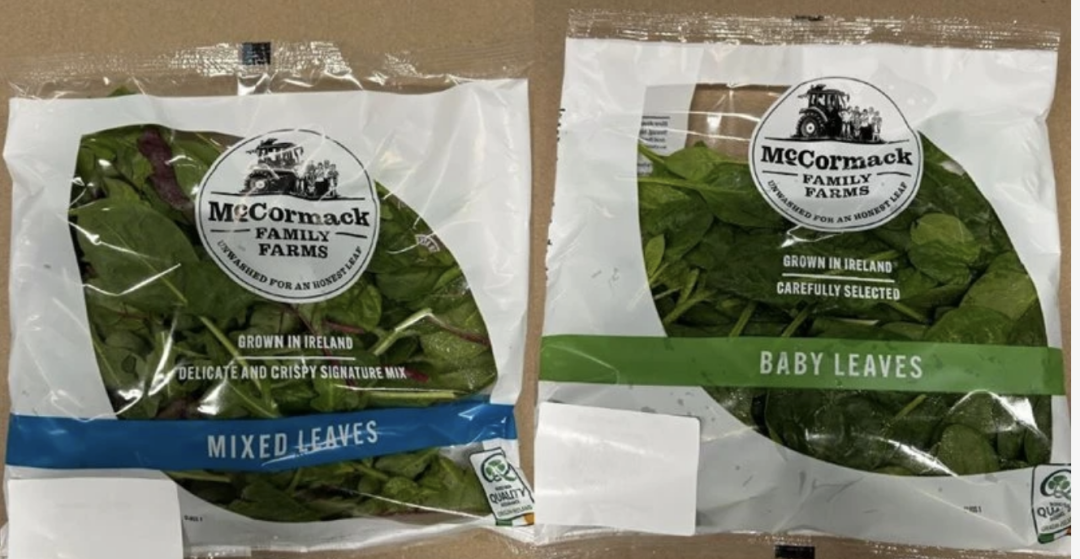 McCormack
FAMILY
FARMS
UNWASHED FOR AN HONEST LEAF
GROWN IN IRELAND
DELICATE AND CRISPY SIGNATURE MIX
MIXED LEAVES
QUALITY
McCormack
FAMILY
FARMS
UNWASHED FOR AN HONEST LEAF
GROWN IN IRELAND
CAREFULLY SELECTED
BABY LEAVES